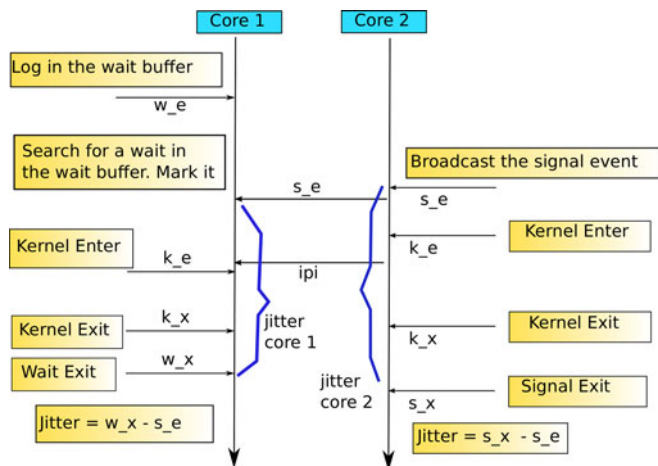 Core 1
Core 2
Log in the wait buffer
w_e
Search for a wait in
the wait buffer. Mark it
Broadcast the signal event
s_e
s_e
Kernel Enter
k_e
Kernel Enter
k_e
ipi
k_x
Kernel Exit
jitter
core 1
Kernel Exit
k_x
w_x
Wait Exit
jitter
core 2
Signal Exit
s_x
Jitter = w_x - s_e
Jitter = s_x - s_e